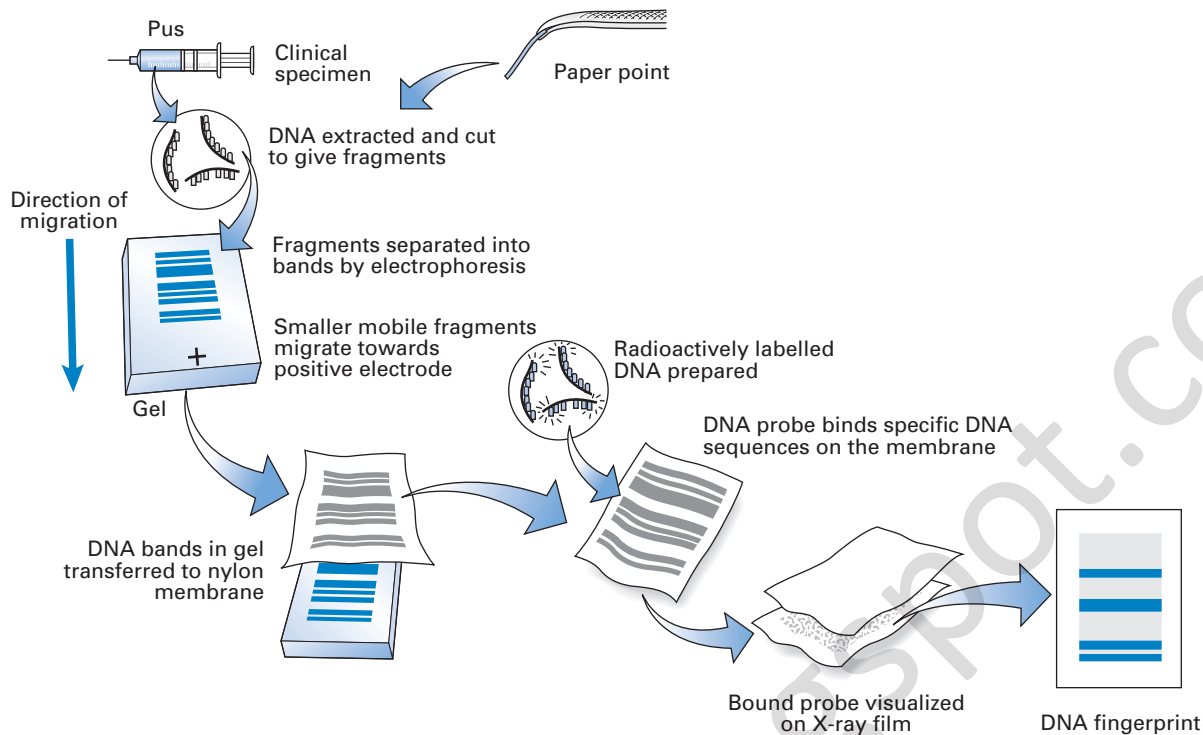 Pus
Clinical
specimen
Paper point
DNA extracted and cut
to give fragments
Direction of
migration
Fragments separated into
bands by electrophoresis
Smaller mobile fragments
migrate towards
positive electrode
+
Gel
Radioactively labelled
DNA prepared
DNA probe binds specific DNA
sequences on the membrane
DNA bands in gel
transferred to nylon
membrane
Bound probe visualized
on X-ray film
DNA fingerprint
gspot.co